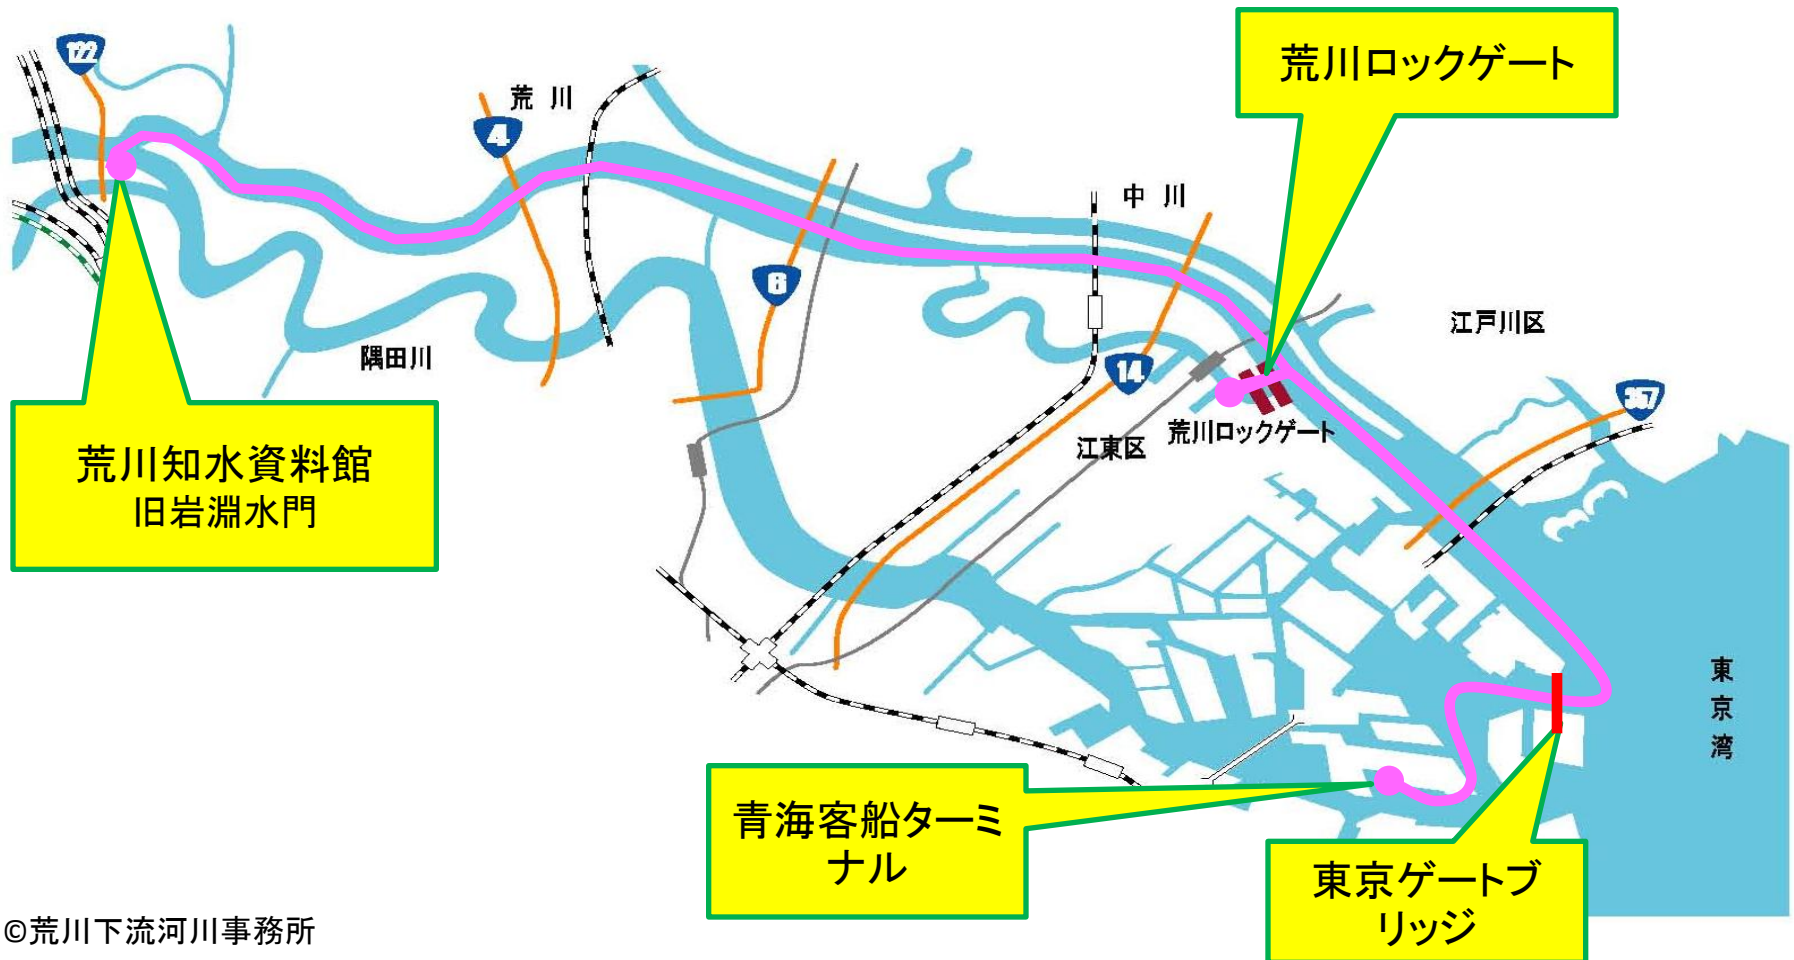 荒川ロックゲート
122
荒 川
4
中 川
6
江戸川区
隅田川
14
357
荒川ロックゲート
江東区
荒川知水資料館
旧岩淵水門
東京湾
青海客船ターミ
ナル
東京ゲートブ
リッジ
©荒川下流河川事務所